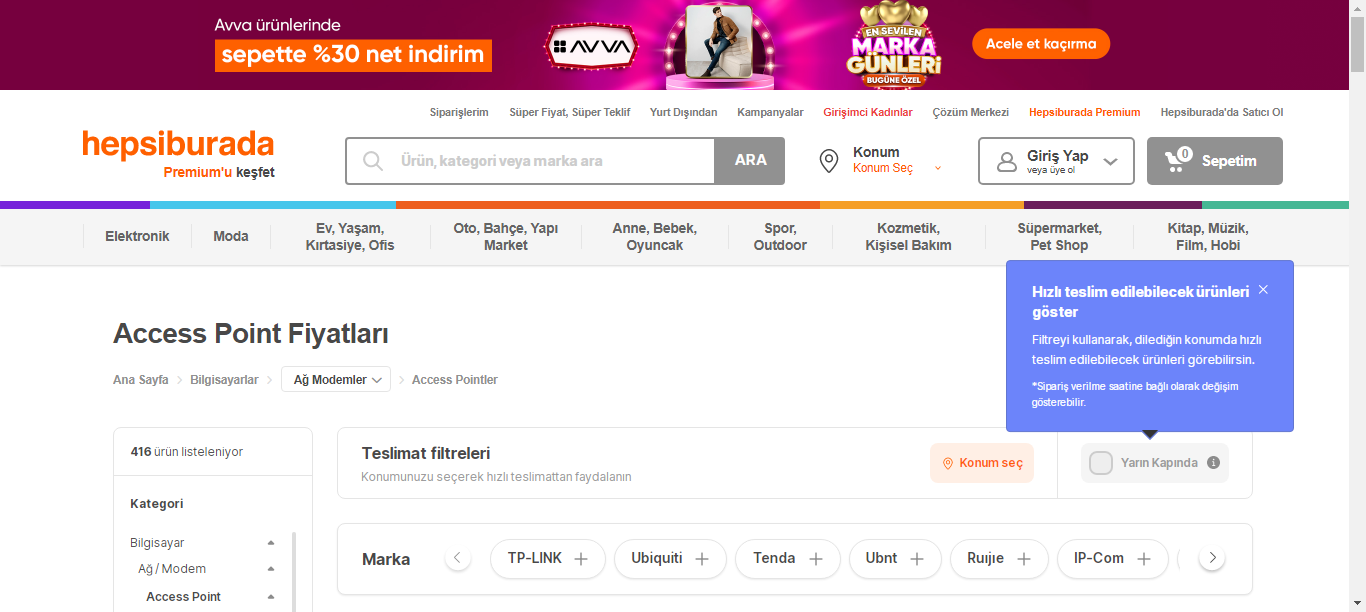 Avva ürünlerinde
sepette %30 net indirim
AVVA
EN SEVİLEN
MARKA
GÜNLERİ
BUGÜNE ÖZEL
Acele et kaçırma
Siparişlerim Süper Fiyat, Süper Teklif Yurt Dışından Kampanyalar Girişimci Kadınlar Çözüm Merkezi Hepsiburada Premium Hepsiburada'da Satıcı Ol
hepsiburada
Premium'u keşfet
Ürün, kategori veya marka ara
ARA
Konum
Konum Seç
Giriş Yap
veya üye ol
0
Sepetim
Elektronik
Moda
Ev, Yaşam,
Kırtasiye, Ofis
Oto, Bahçe, Yapı
Market
Anne, Bebek,
Oyuncak
Spor,
Outdoor
Kozmetik,
Kişisel Bakım
Süpermarket,
Pet Shop
Kitap, Müzik,
Film, Hobi
Hızlı teslim edilebilecek ürünleri
göster
Filtreyi kullanarak, dilediğin konumda hızlı
teslim edilebilecek ürünleri görebilirsin.
*Sipariş verilme saatine bağlı olarak değişim
gösterebilir.
Access Point Fiyatları
Ana Sayfa Bilgisayarlar Ağ Modemler Access Pointler
416 ürün listeleniyor
Kategori
Bilgisayar
Ağ / Modem
Access Point
Teslimat filtreleri
Konumunuzu seçerek hızlı teslimattan faydalanın
Konum seç
Yarın Kapında
Marka
TP-LINK
Ubiquiti
Tenda
Ubnt
Ruijıe
IP-Com